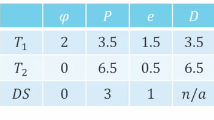 φ P e D
T₁ 2 3.5 1.5 3.5
T₂ 0 6.5 0.5 6.5
DS 0 3 1 n/a